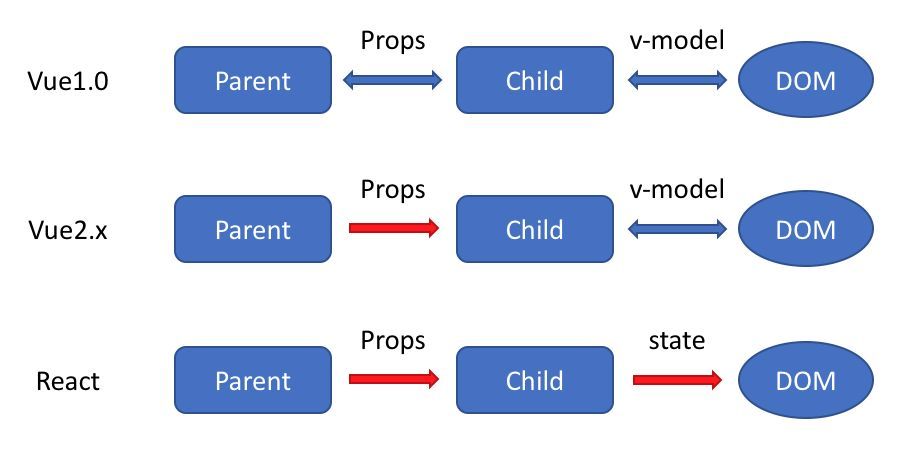 Props
v-model
Vue1.0
Parent
Child
DOM
Props
v-model
Vue2.x
Parent
Child
DOM
Props
state
React
Parent
Child
DOM